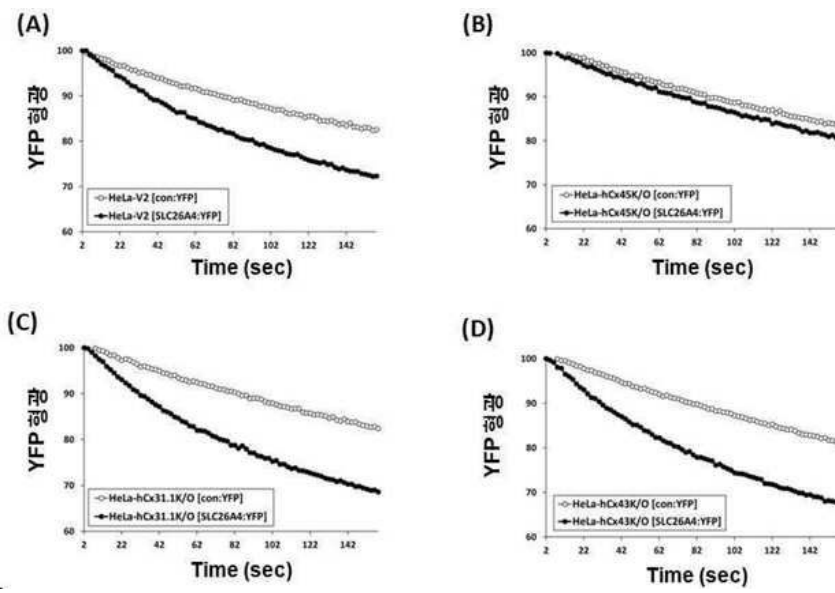 (A)
100
90
80
70
60
YFP 형광
HeLa-V2 [con:YFP]
HeLa-V2 [SLC26A4:YFP]
2 22 42 62 82 102 122 142
Time (sec)
(B)
100
90
80
70
60
YFP 형광
HeLa-hCx45K/O [con:YFP]
HeLa-hCx45K/O [SLC26A4:YFP]
2 22 42 62 82 102 122 142
Time (sec)
(C)
100
90
80
70
60
YFP 형광
HeLa-hCx31.1K/O [con:YFP]
HeLa-hCx31.1K/O [SLC26A4:YFP]
2 22 42 62 82 102 122 142
Time (sec)
(D)
100
90
80
70
60
YFP 형광
HeLa-hCx43K/O [con:YFP]
HeLa-hCx43K/O [SLC26A4:YFP]
2 22 42 62 82 102 122 142
Time (sec)